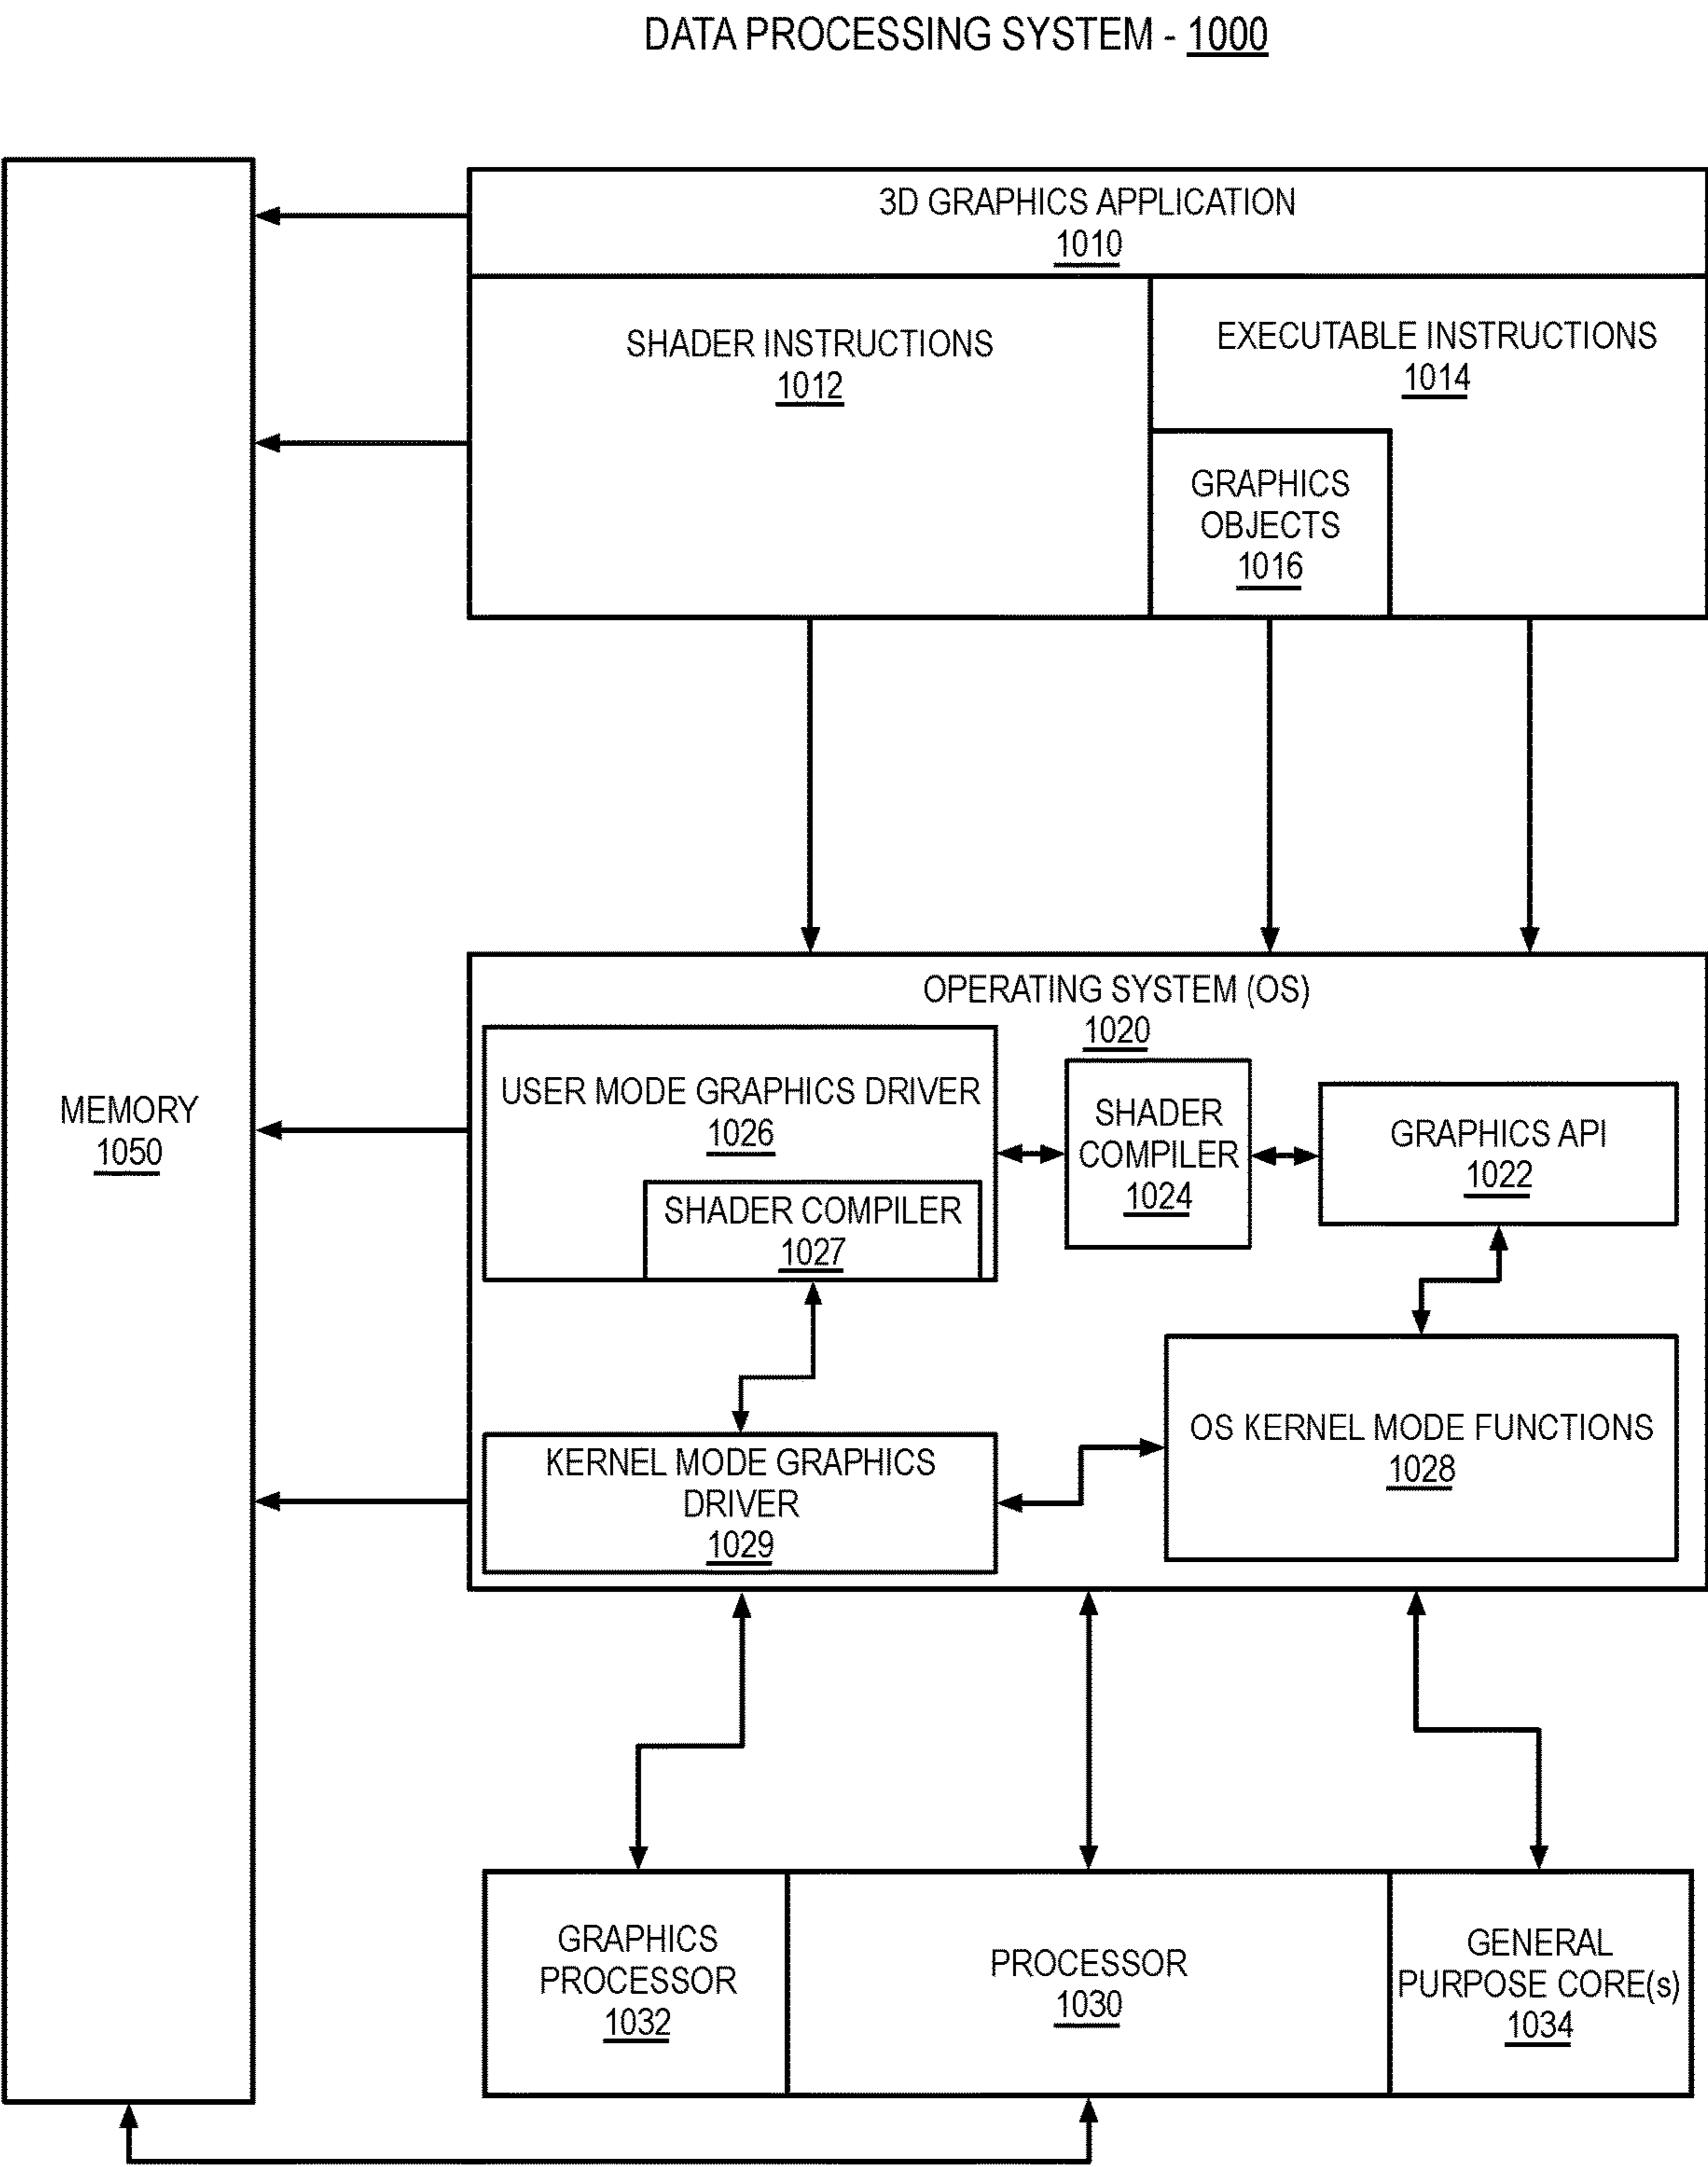 DATA PROCESSING SYSTEM - 1000
3D GRAPHICS APPLICATION
1010
SHADER INSTRUCTIONS
1012
EXECUTABLE INSTRUCTIONS
1014
GRAPHICS
OBJECTS
1016
MEMORY
1050
OPERATING SYSTEM (OS)
1020
USER MODE GRAPHICS DRIVER
1026
SHADER COMPILER
1027
SHADER
COMPILER
1024
GRAPHICS API
1022
KERNEL MODE GRAPHICS
DRIVER
1029
OS KERNEL MODE FUNCTIONS
1028
GRAPHICS
PROCESSOR
1032
PROCESSOR
1030
GENERAL
PURPOSE CORE(s)
1034